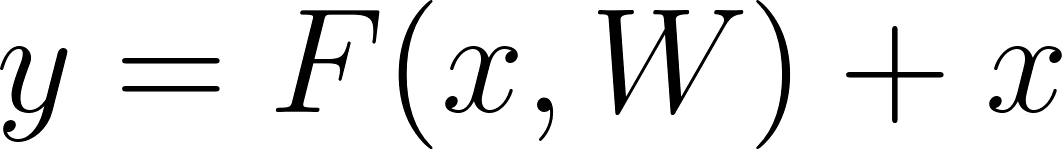 y = F(x, W) + x